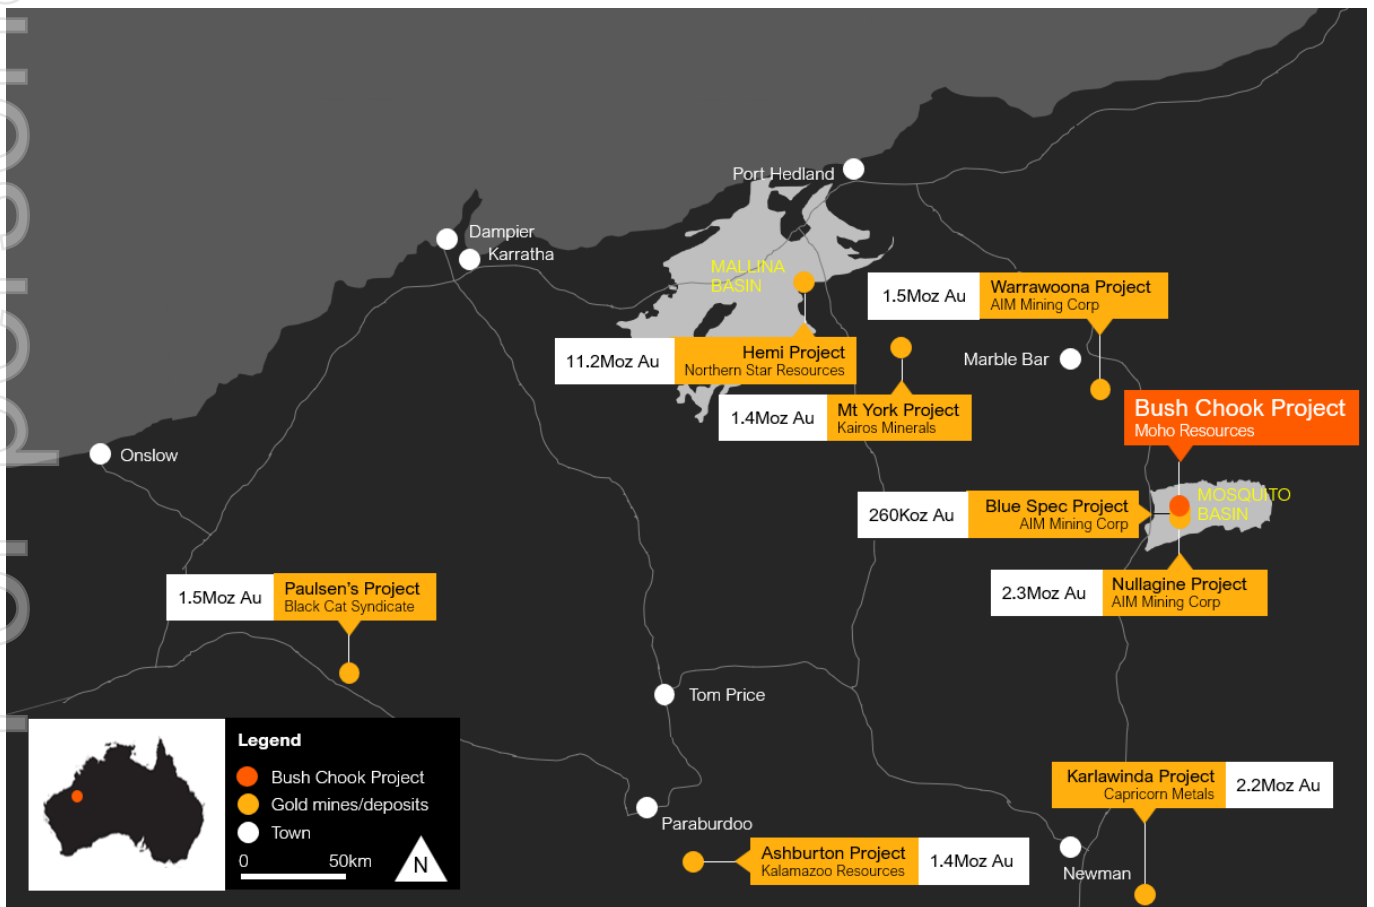 Port Hedland
Dampier
Karratha
MALLINA
BASIN
1.5Moz Au
Warrawoona Project
AIM Mining Corp
11.2Moz Au
Hemi Project
Northern Star Resources
Marble Bar
1.4Moz Au
Mt York Project
Kairos Minerals
Bush Chook Project
Moho Resources
Onslow
260Koz Au
Blue Spec Project
AIM Mining Corp
MOSQUITO
BASIN
1.5Moz Au
Paulsen's Project
Black Cat Syndicate
2.3Moz Au
Nullagine Project
AIM Mining Corp
Tom Price
Legend
Bush Chook Project
Gold mines/deposits
Town
0 50km
N
Paraburdoo
Karlawinda Project
Capricorn Metals
2.2Moz Au
Ashburton Project
Kalamazoo Resources
1.4Moz Au
Newman